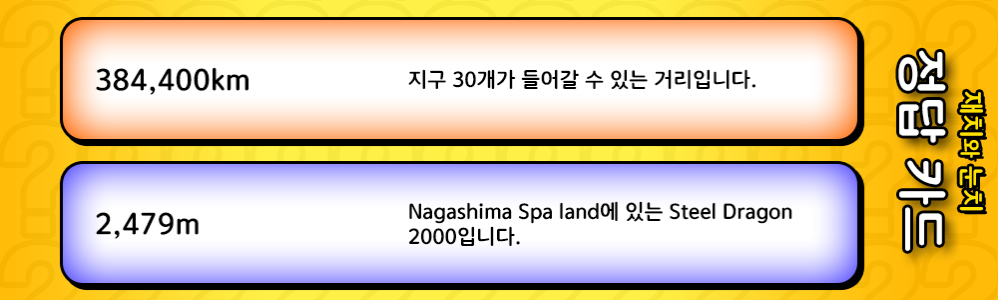 384,400km
지구 30개가 들어갈 수 있는 거리입니다.
2,479m
Nagashima Spa land에 있는 Steel Dragon
2000입니다.
재치와 눈치
정답 카드